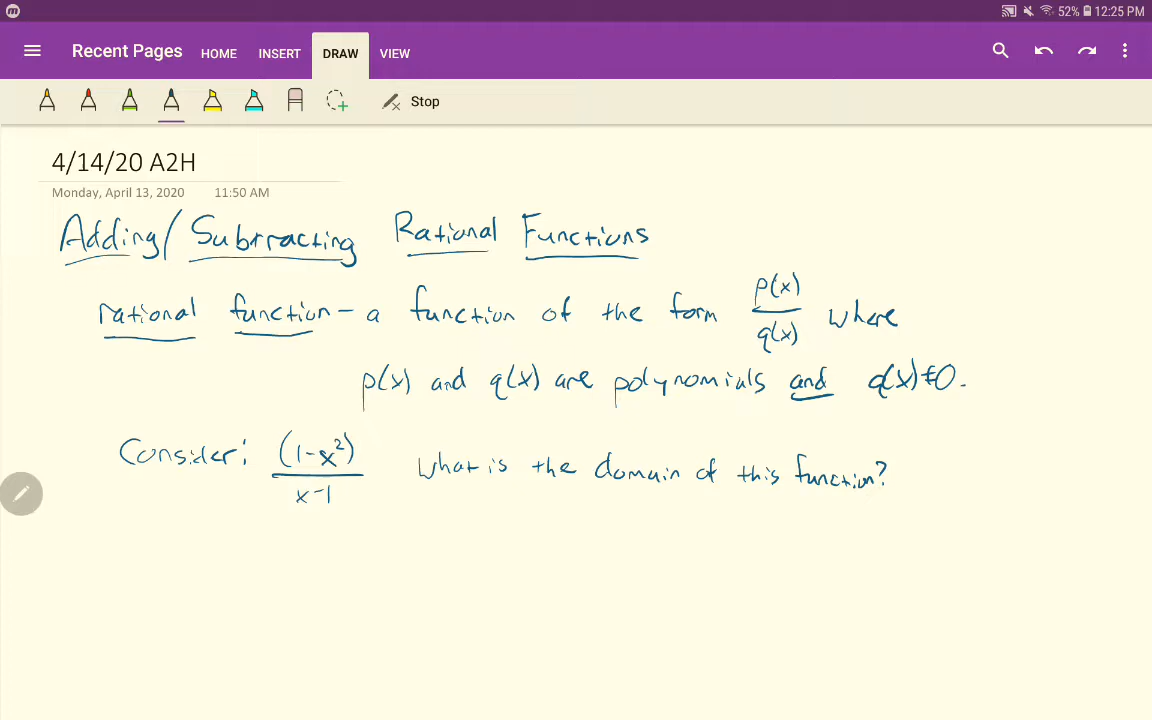 52% 12:25 PM
Recent Pages HOME INSERT DRAW VIEW
Stop
4/14/20 A2H
Monday, April 13, 2020 11:50 AM
Adding/Subtracting Rational Functions
rational function - a function of the form p(x)/q(x) where
p(x) and q(x) are polynomials and q(x)≠0.
Consider: (1-x²)/x-1 What is the domain of this function?